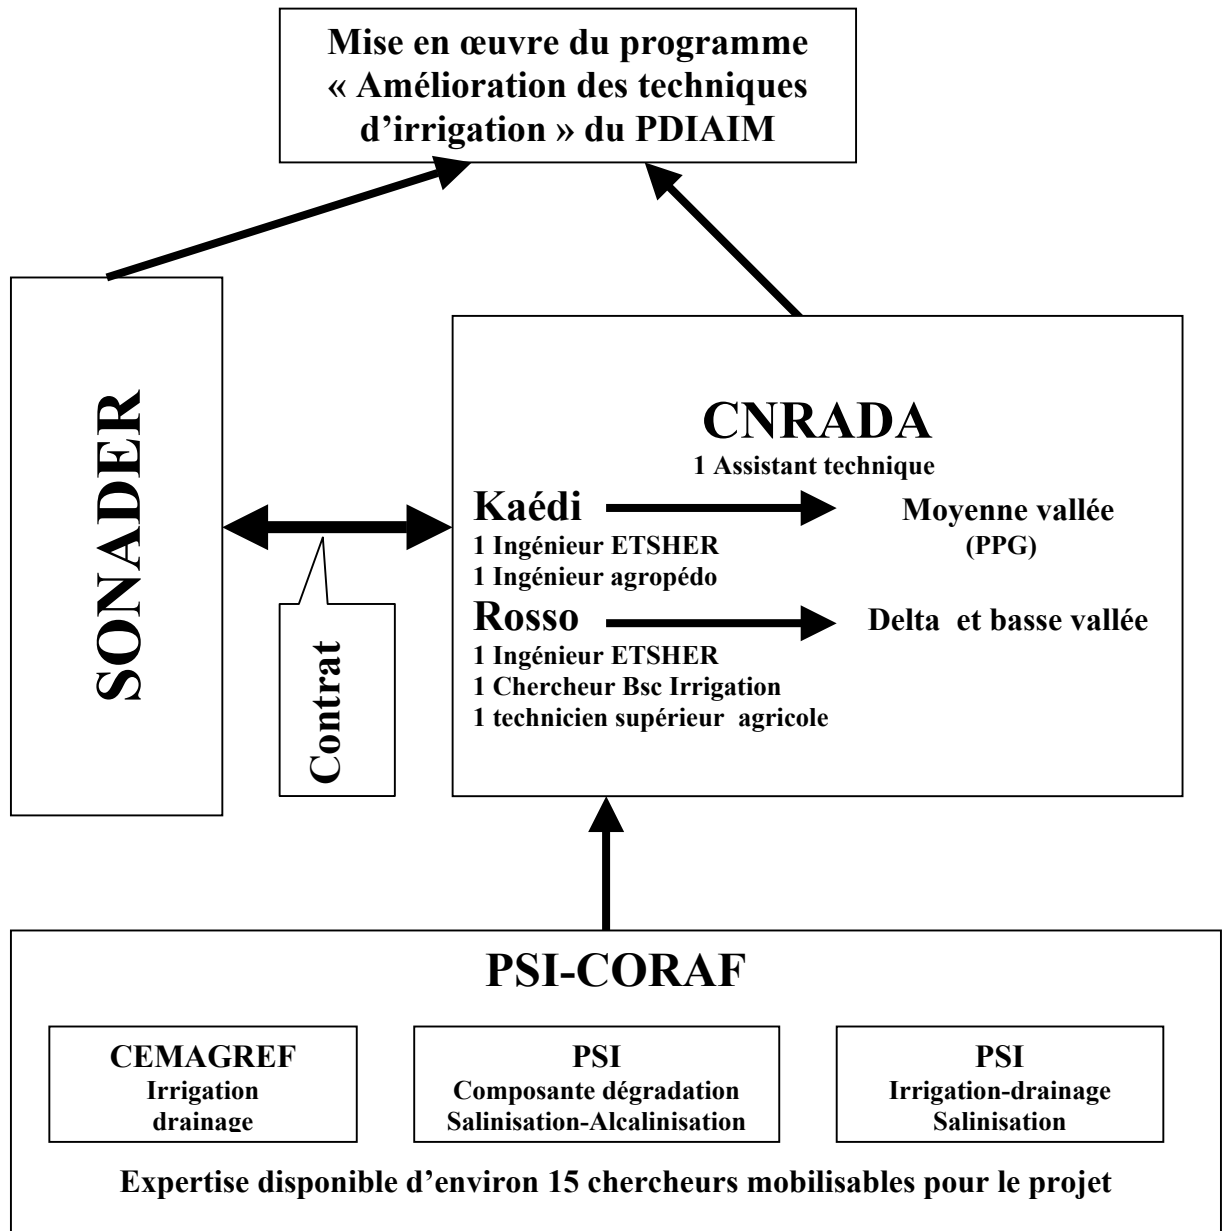 Mise en œuvre du programme
« Amélioration des techniques
d’irrigation » du PDIAIM
SONADER
Contrat
CNRADA
1 Assistant technique
Kaédi
Moyenne vallée
1 Ingénieur ETSHER
(PPG)
1 Ingénieur agropédo
Rosso
Delta et basse vallée
1 Ingénieur ETSHER
1 Chercheur Bsc Irrigation
1 technicien supérieur agricole
PSI-CORAF
CEMAGREF
Irrigation
drainage
PSI
Composante dégradation
Salinisation-Alcalinisation
PSI
Irrigation-drainage
Salinisation
Expertise disponible d’environ 15 chercheurs mobilisables pour le projet